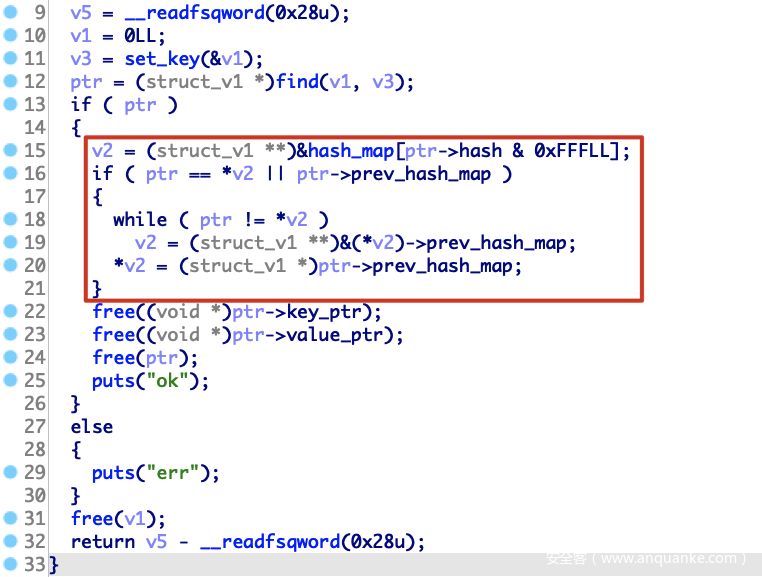 9 v5 = __readfsqword(0x28u);
10 v1 = 0LL;
11 v3 = set_key(&v1);
12 ptr = (struct_v1 *)find(v1, v3);
13 if ( ptr )
14 {
15 v2 = (struct_v1 **)&hash_map[ptr->hash & 0xFFFLL];
16 if ( ptr == *v2 || ptr->prev_hash_map )
17 {
18 while ( ptr != *v2 )
19 v2 = (struct_v1 **)&(*v2)->prev_hash_map;
20 *v2 = (struct_v1 *)ptr->prev_hash_map;
21 }
22 free((void *)ptr->key_ptr);
23 free((void *)ptr->value_ptr);
24 free(ptr);
25 puts("ok");
26 }
27 else
28 {
29 puts("err");
30 }
31 free(v1);
32 return v5 - __readfsqword(0x28u);
33 }
安全客(www.anquanke.com)